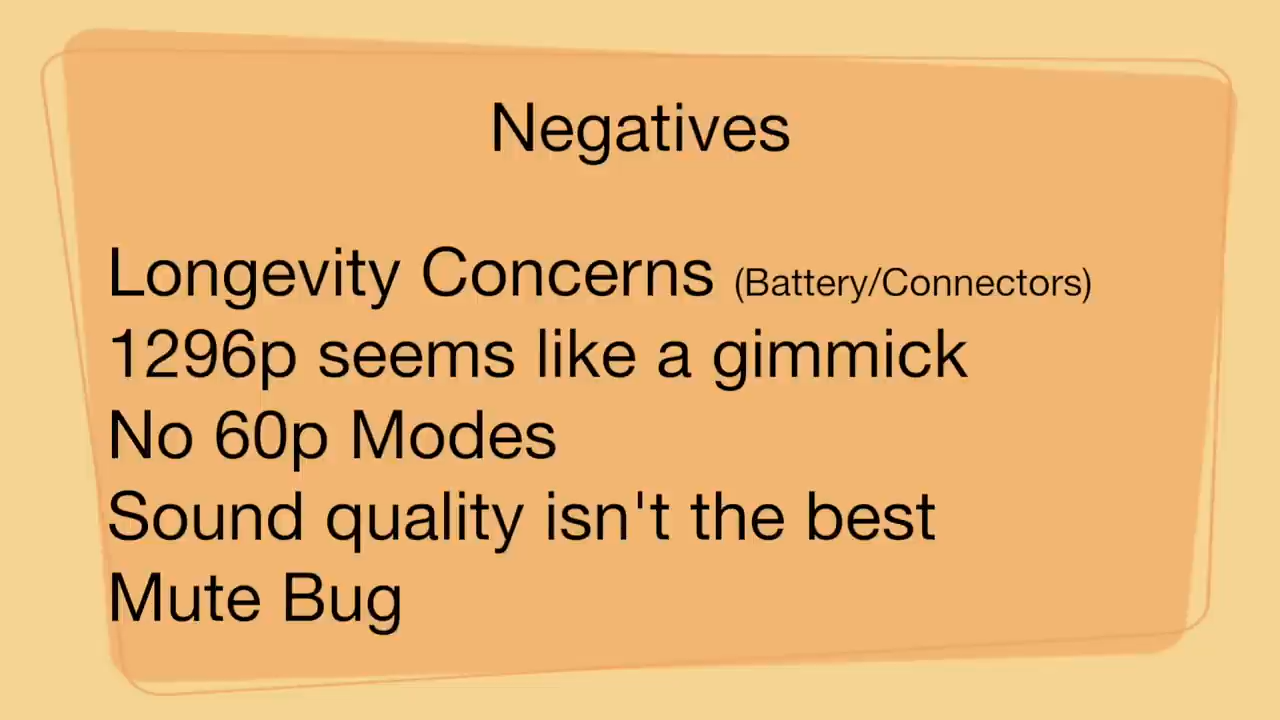 Negatives
Longevity Concerns (Battery/Connectors)
1296p seems like a gimmick
No 60p Modes
Sound quality isn't the best
Mute Bug